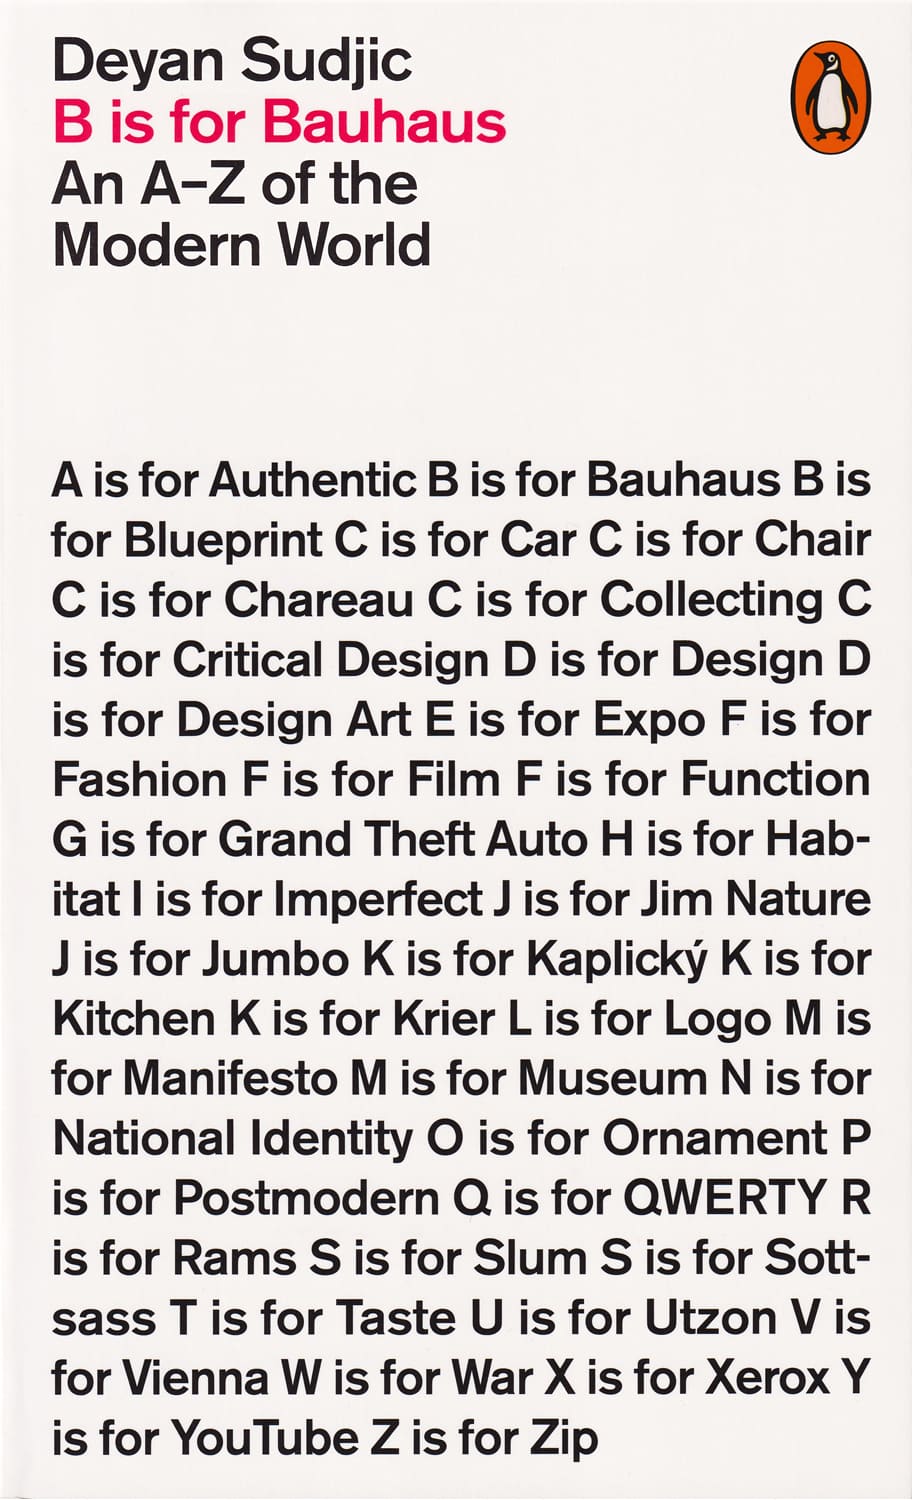 Deyan Sudjic
B is for Bauhaus
An A–Z of the
Modern World
A is for Authentic B is for Bauhaus B is
for Blueprint C is for Car C is for Chair
C is for Chareau C is for Collecting C
is for Critical Design D is for Design D
is for Design Art E is for Expo F is for
Fashion F is for Film F is for Function
G is for Grand Theft Auto H is for Hab-
itat I is for Imperfect J is for Jim Nature
J is for Jumbo K is for Kaplický K is for
Kitchen K is for Krier L is for Logo M is
for Manifesto M is for Museum N is for
National Identity O is for Ornament P
is for Postmodern Q is for QWERTY R
is for Rams S is for Slum S is for Sott-
sass T is for Taste U is for Utzon V is
for Vienna W is for War X is for Xerox Y
is for YouTube Z is for Zip